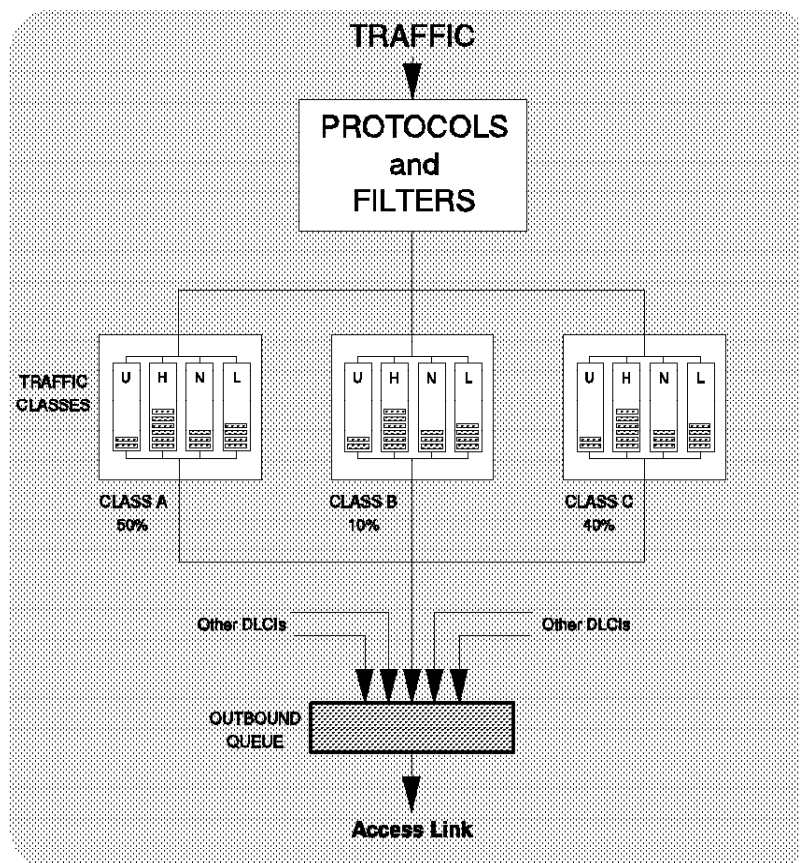 TRAFFIC
PROTOCOLS
and
FILTERS
TRAFFIC
CLASSES
U H N L
U H N L
U H N L
CLASS A
50%
CLASS B
10%
CLASS C
40%
Other DLCIs
Other DLCIs
OUTBOUND
QUEUE
Access Link